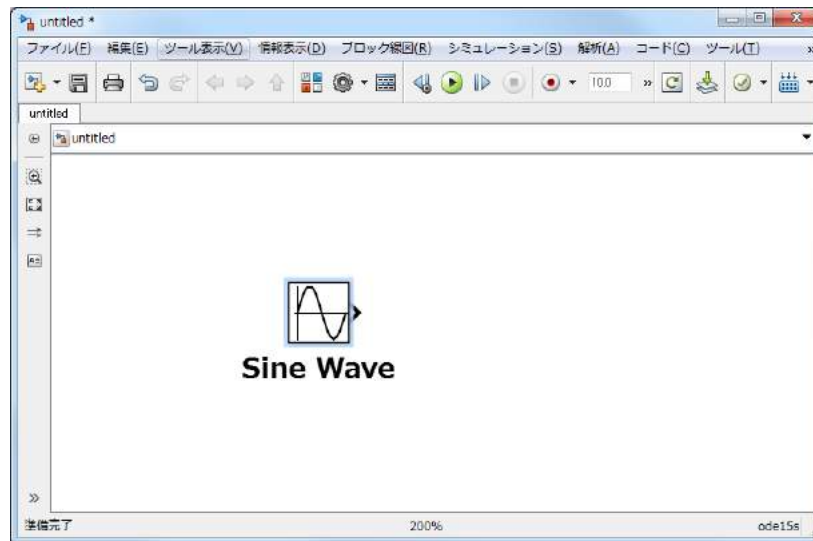 untitled *
ファイル(F) 編集(E) ツール表示(V) 情報表示(D) ブロック線図(R) シミュレーション(S) 解析(A) コード(C) ツール(T) »
10.0 »
untitled
untitled
Sine Wave
»
準備完了 200% ode15s